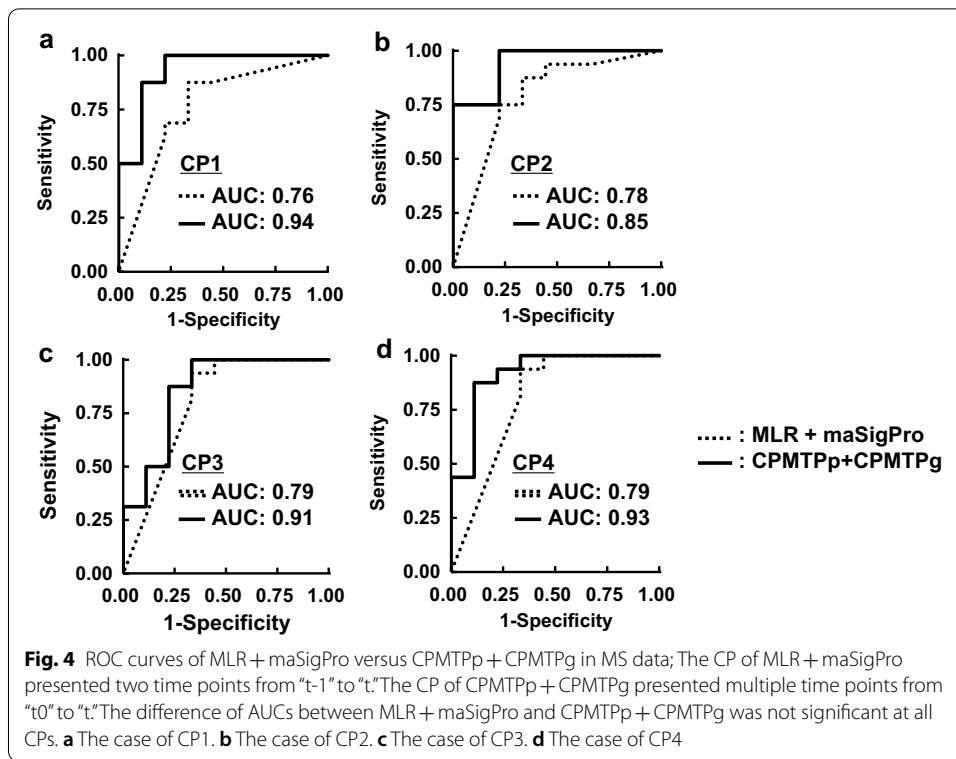 a
1.00
0.75
0.50
0.25
0.00
Sensitivity
CP1
AUC: 0.76
AUC: 0.94
0.00 0.25 0.50 0.75 1.00
1-Specificity
b
1.00
0.75
0.50
0.25
0.00
Sensitivity
CP2
AUC: 0.78
AUC: 0.85
0.00 0.25 0.50 0.75 1.00
1-Specificity
c
1.00
0.75
0.50
0.25
0.00
Sensitivity
CP3
AUC: 0.79
AUC: 0.91
0.00 0.25 0.50 0.75 1.00
1-Specificity
d
1.00
0.75
0.50
0.25
0.00
Sensitivity
CP4
AUC: 0.79
AUC: 0.93
0.00 0.25 0.50 0.75 1.00
1-Specificity
: MLR + maSigPro
: CPMTPp+CPMTPg
Fig. 4 ROC curves of MLR + maSigPro versus CPMTPp + CPMTPg in MS data; The CP of MLR + maSigPro
presented two time points from “t-1” to “t.” The CP of CPMTPp + CPMTPg presented multiple time points from
“t0” to “t.” The difference of AUCs between MLR + maSigPro and CPMTPp + CPMTPg was not significant at all
CPs. a The case of CP1. b The case of CP2. c The case of CP3. d The case of CP4